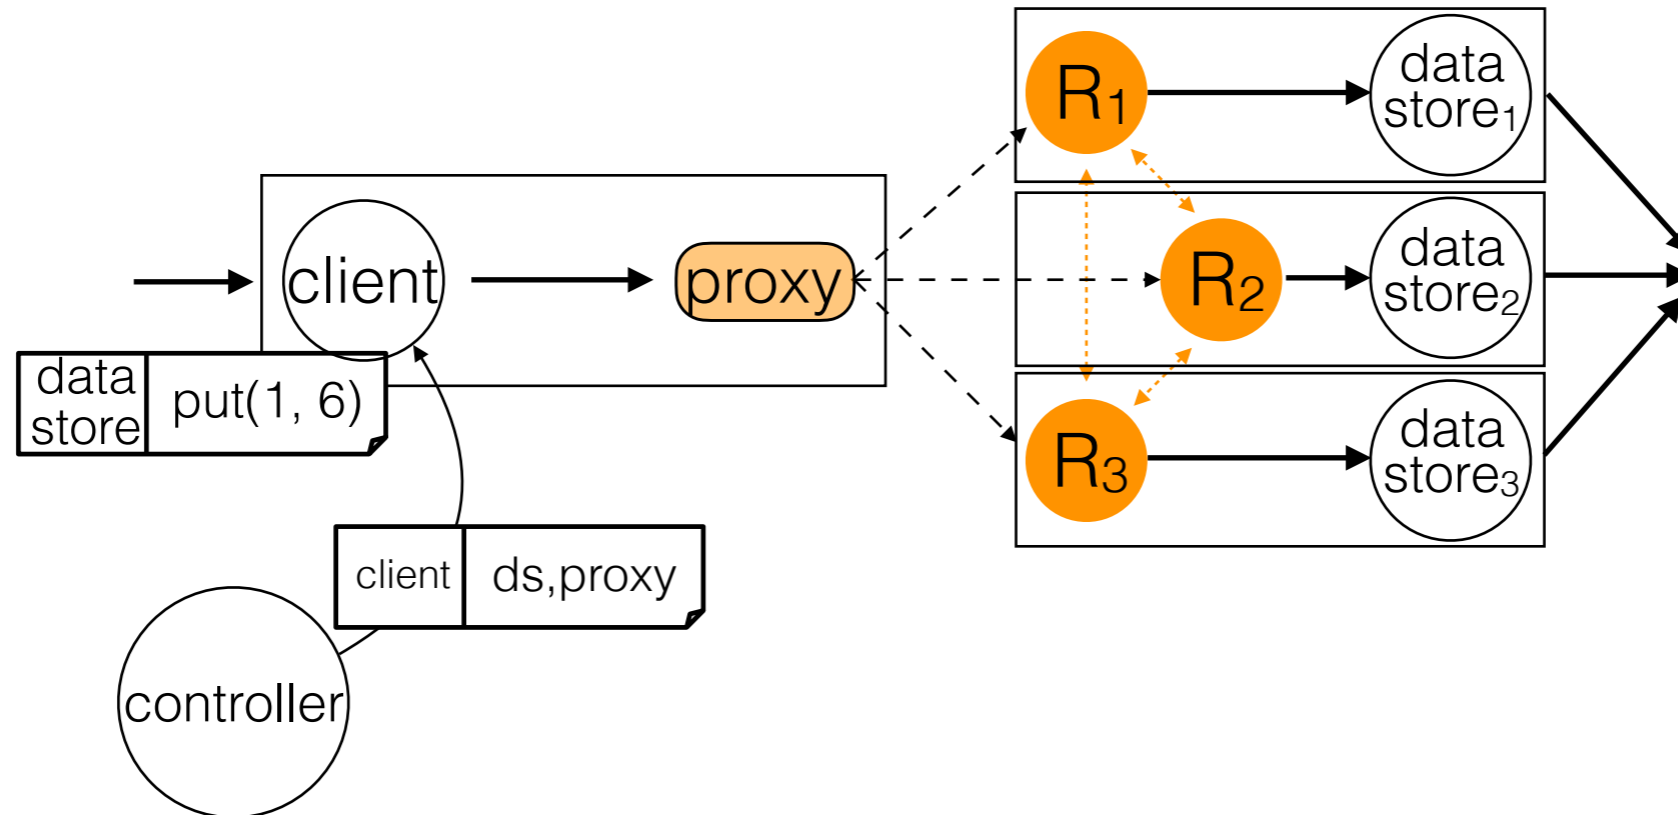 R₁
data
store₁
client
proxy
R₂
data
store₂
data
store
put(1, 6)
R₃
data
store₃
client
ds,proxy
controller